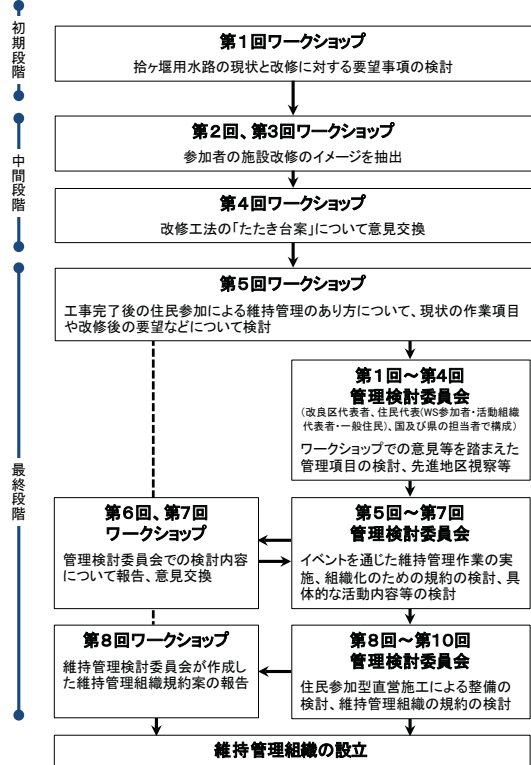 初期段階
第1回ワークショップ
拾ヶ堰用水路の現状と改修に対する要望事項の検討
中間段階
第2回、第3回ワークショップ
参加者の施設改修のイメージを抽出
第4回ワークショップ
改修工法の「たたき台案」について意見交換
最終段階
第5回ワークショップ
工事完了後の住民参加による維持管理のあり方について、現状の作業項目
や改修後の要望などについて検討
第1回～第4回
管理検討委員会
(改良区代表者、住民代表(WS参加者・活動組織
代表者・一般住民)、国及び県の担当者で構成)
ワークショップでの意見等を踏まえた
管理項目の検討、先進地区視察等
第6回、第7回
ワークショップ
管理検討委員会での検討内容
について報告、意見交換
第5回～第7回
管理検討委員会
イベントを通じた維持管理作業の実
施、組織化のための規約の検討、具
体的な活動内容等の検討
第8回ワークショップ
維持管理検討委員会が作成し
た維持管理組織規約案の報告
第8回～第10回
管理検討委員会
住民参加型直営施工による整備の
検討、維持管理組織の規約の検討
維持管理組織の設立